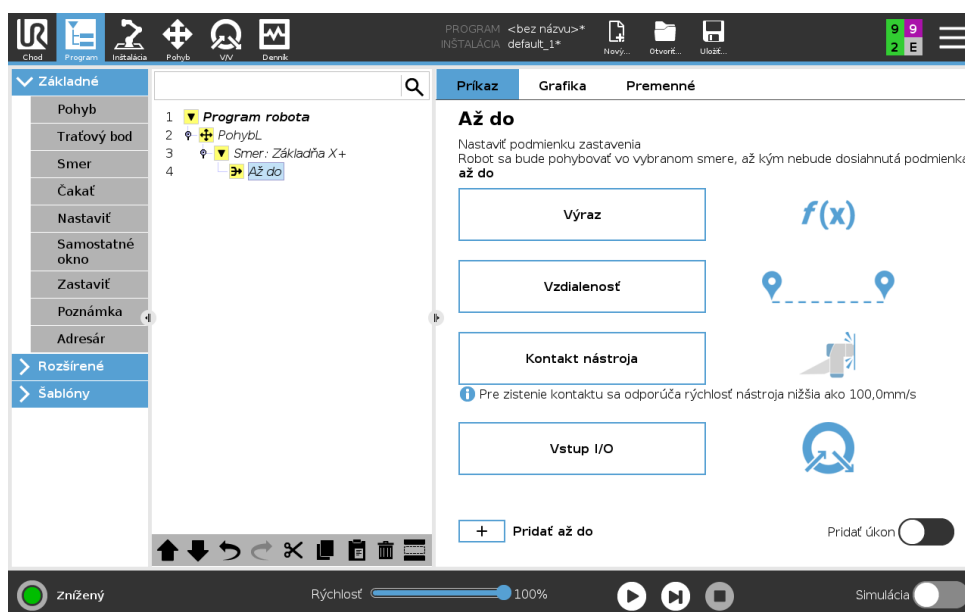 PROGRAM <bez názvu>*
INŠTALÁCIA default_1*
UR
Chod
Program
Inštalácia
Pohyb
V/V
Denník
Nový...
Otvoriť...
Uložiť...
9 9
2 E
Základné
Pohyb
Traťový bod
Smer
Čakať
Nastaviť
Samostatné
okno
Zastaviť
Poznámka
Adresár
Rozšírené
Šablóny
1 Program robota
2 PohybL
3 Smer: Základňa X+
4 Až do
Príkaz
Grafika
Premenné
Až do
Nastaviť podmienku zastavenia
Robot sa bude pohybovať vo vybranom smere, až kým nebude dosiahnutá podmienka
až do
Výraz
f(x)
Vzdialenosť
Kontakt nástroja
Pre zistenie kontaktu sa odporúča rýchlosť nástroja nižšia ako 100,0mm/s
Vstup I/O
+ Pridať až do
Pridať úkon
Znížený
Rýchlosť
100%
Simulácia